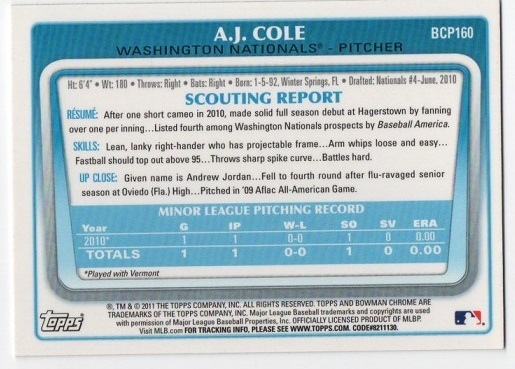 A.J. COLE
BCP160
WASHINGTON NATIONALS® - PITCHER
Ht: 6'4" • Wt: 180 • Throws: Right • Bats: Right • Born: 1-5-92, Winter Springs, FL • Drafted: Nationals #4-June, 2010
SCOUTING REPORT
RÉSUMÉ: After one short cameo in 2010, made solid full season debut at Hagerstown by fanning
over one per inning...Listed fourth among Washington Nationals prospects by Baseball America.
SKILLS: Lean, lanky right-hander who has projectable frame...Arm whips loose and easy...
Fastball should top out above 95...Throws sharp spike curve...Battles hard.
UP CLOSE: Given name is Andrew Jordan...Fell to fourth round after flu-ravaged senior
season at Oviedo (Fla.) High...Pitched in '09 Aflac All-American Game.
MINOR LEAGUE PITCHING RECORD
Year G IP W-L SO SV ERA
2010* 1 1 0-0 1 0 0.00
TOTALS 1 1 0-0 1 0 0.00
*Played with Vermont
®, TM & © 2011 THE TOPPS COMPANY, INC. ALL RIGHTS RESERVED. TOPPS AND BOWMAN CHROME ARE
TRADEMARKS OF THE TOPPS COMPANY, INC. Major League Baseball trademarks and copyrights are used
with permission of Major League Baseball Properties, Inc. OFFICIALLY LICENSED PRODUCT OF MLBP.
Visit MLB.com FOR TRACKING INFO, PLEASE SEE WWW.TOPPS.COM. CODE#8211130.
TOPPS